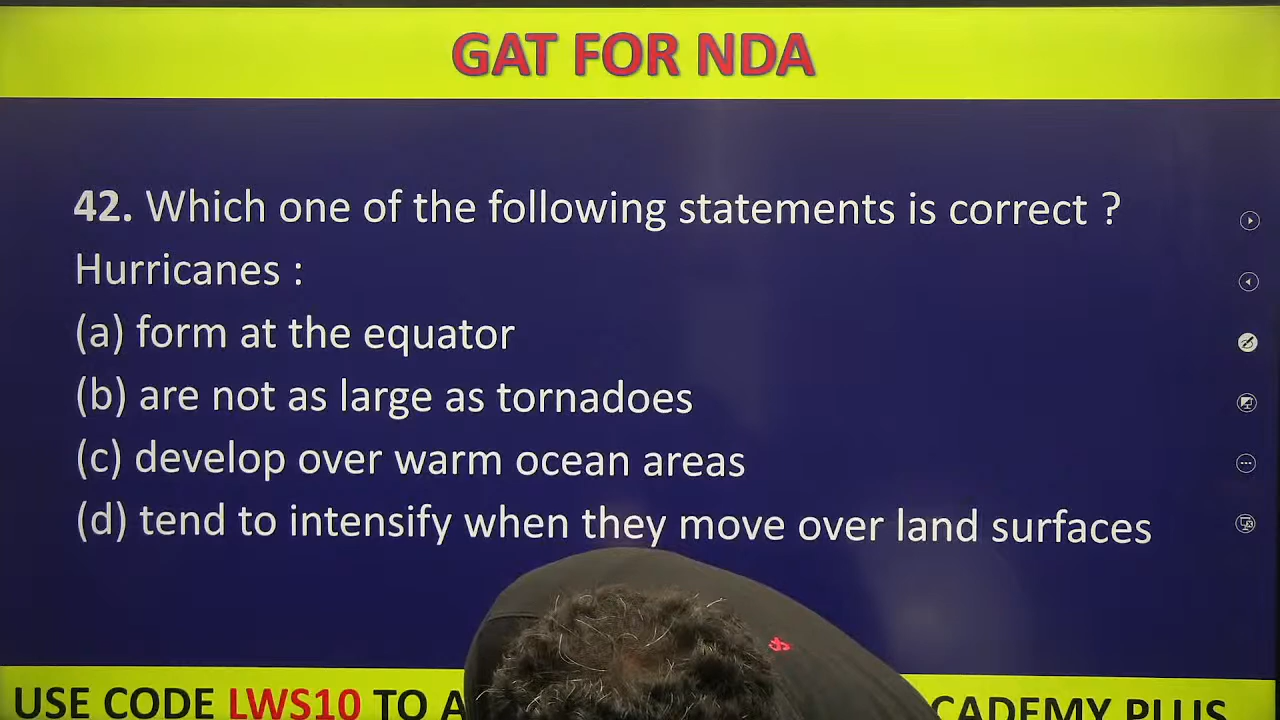 GAT FOR NDA
42. Which one of the following statements is correct ?
Hurricanes :
(a) form at the equator
(b) are not as large as tornadoes
(c) develop over warm ocean areas
(d) tend to intensify when they move over land surfaces
USE CODE LWS10 TO A CADEMY PLUS